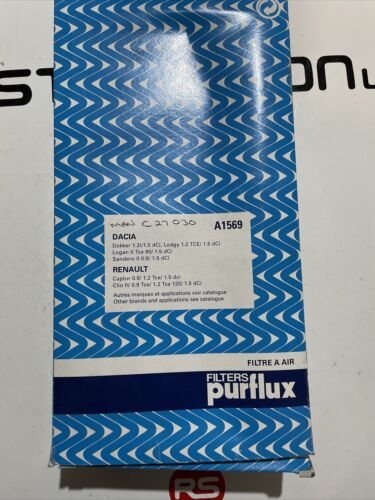 MAN C 27 030
A1569
DACIA
Dokker 1.2i/1.5 dCi, Lodgy 1.2 TCE/ 1.5 dCi
Logan II Tce 90/ 1.5 dCi
Sandero II 0.9/ 1.5 dCi
RENAULT
Captur 0.9/ 1.2 Tce/ 1.5 dci
Clio IV 0.9 Tce/ 1.2 Tce 120/ 1.5 dCi
Autres marques et applications voir catalogue
Other brands and applications see catalogue
FILTRE A AIR
FILTERS
purflux
RS